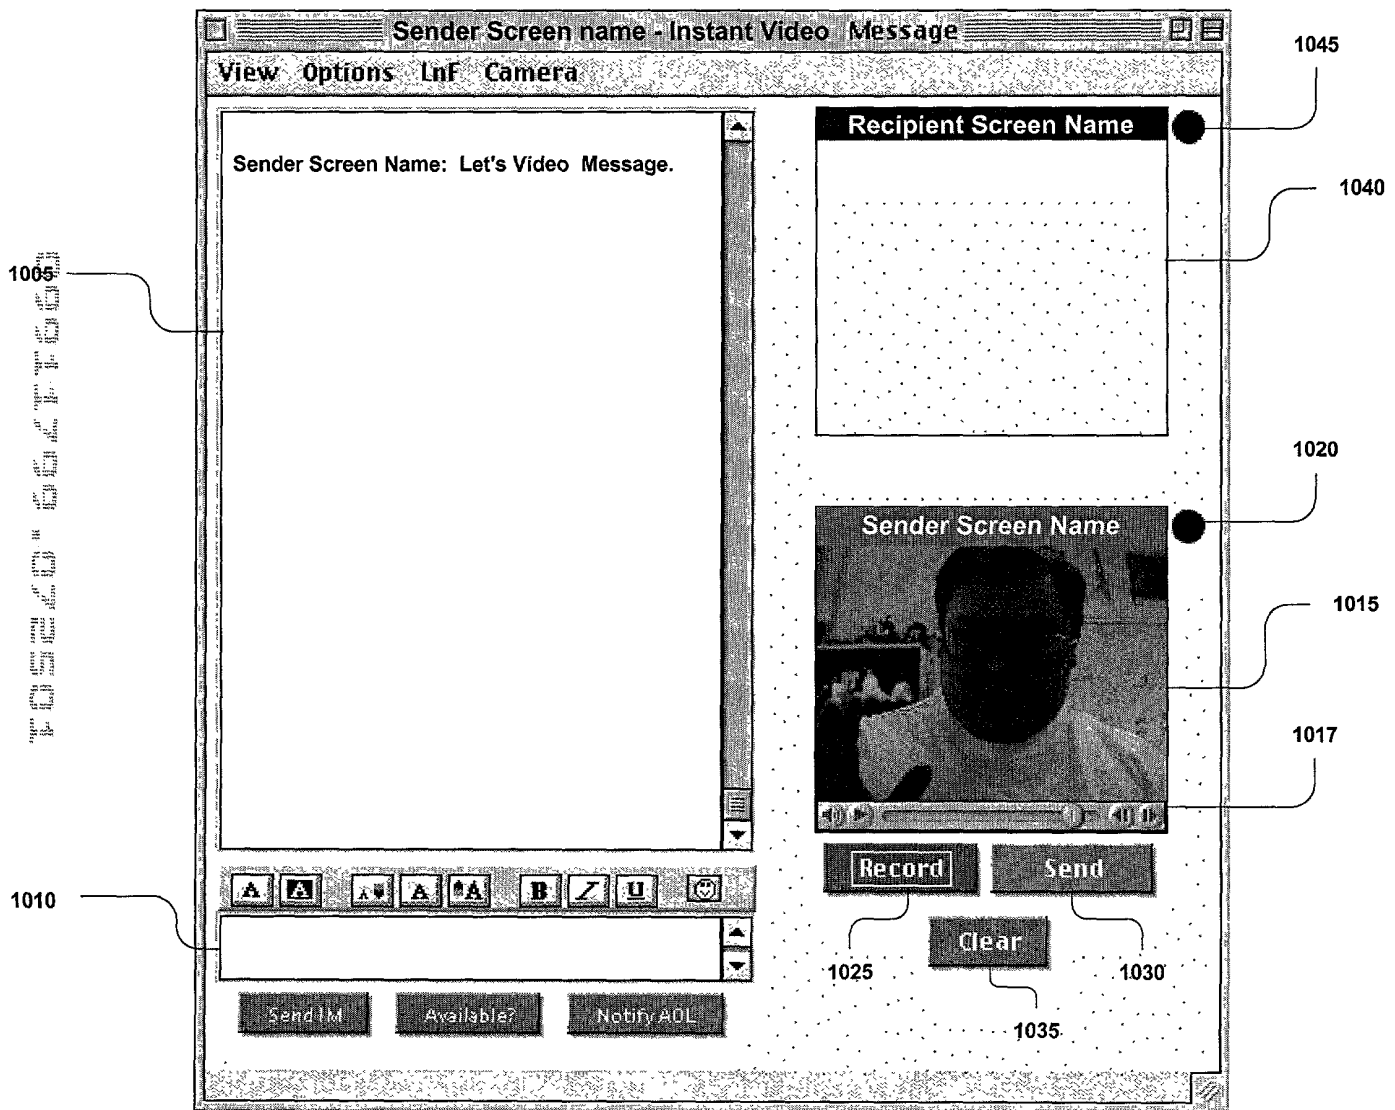 Sender Screen name - Instant Video Message
View Options LnF Camera
1045
Recipient Screen Name
Sender Screen Name: Let's Video Message.
1040
1005
1020
Sender Screen Name
1015
1017
Record Send
A A A A A B I U
1010
Clear
1025
1030
Send IM Available? Notify AOL
1035